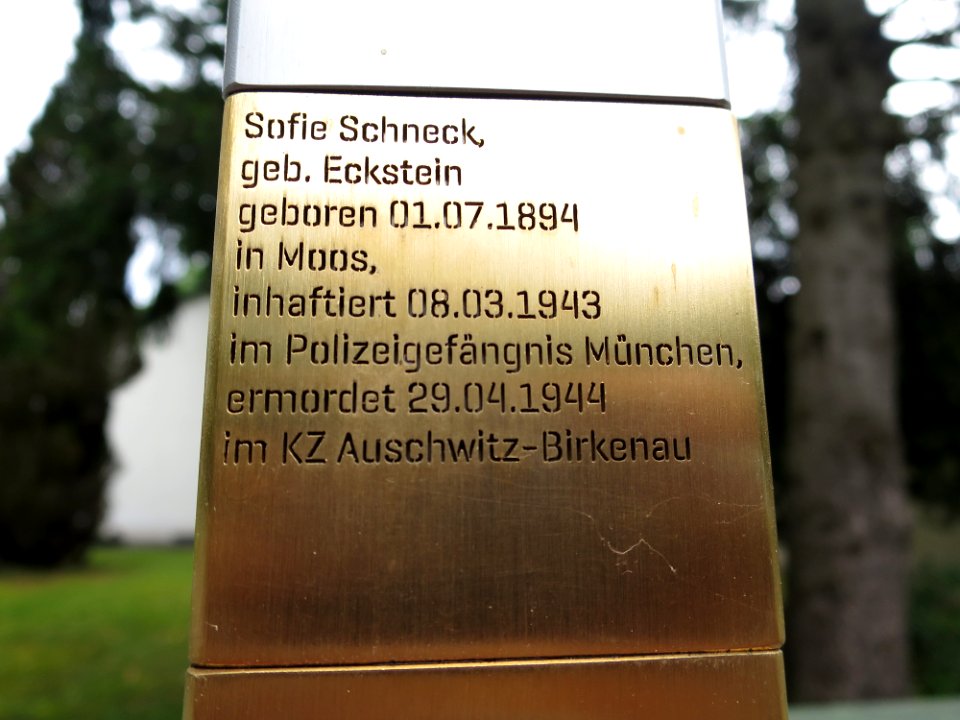 Sofie Schneck,
geb. Eckstein
geboren 01.07.1894
in Moos,
inhaftiert 08.03.1943
im Polizeigefängnis München,
ermordet 29.04.1944
im KZ Auschwitz-Birkenau